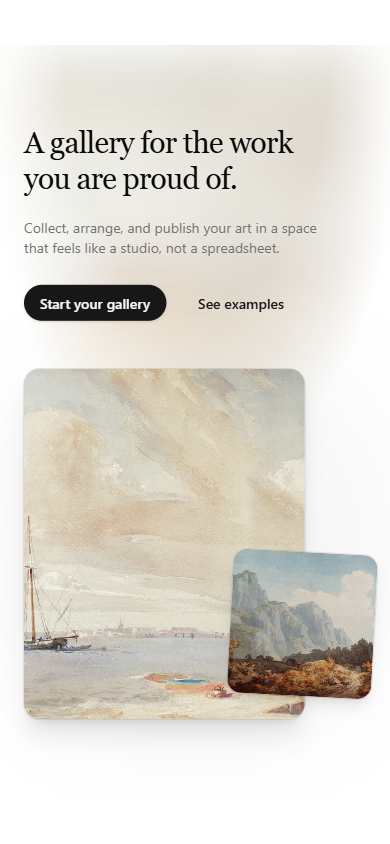 A gallery for the work
you are proud of.
Collect, arrange, and publish your art in a space
that feels like a studio, not a spreadsheet.
Start your gallery
See examples